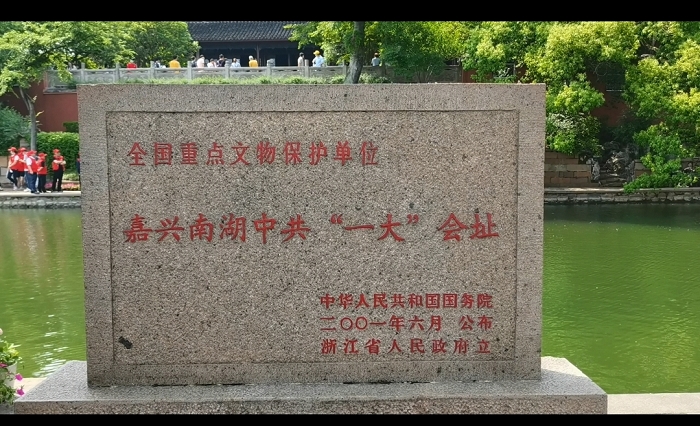 全国重点文物保护单位
嘉兴南湖中共“一大”会址
中华人民共和国国务院
二〇〇一年六月 公布
浙江省人民政府立